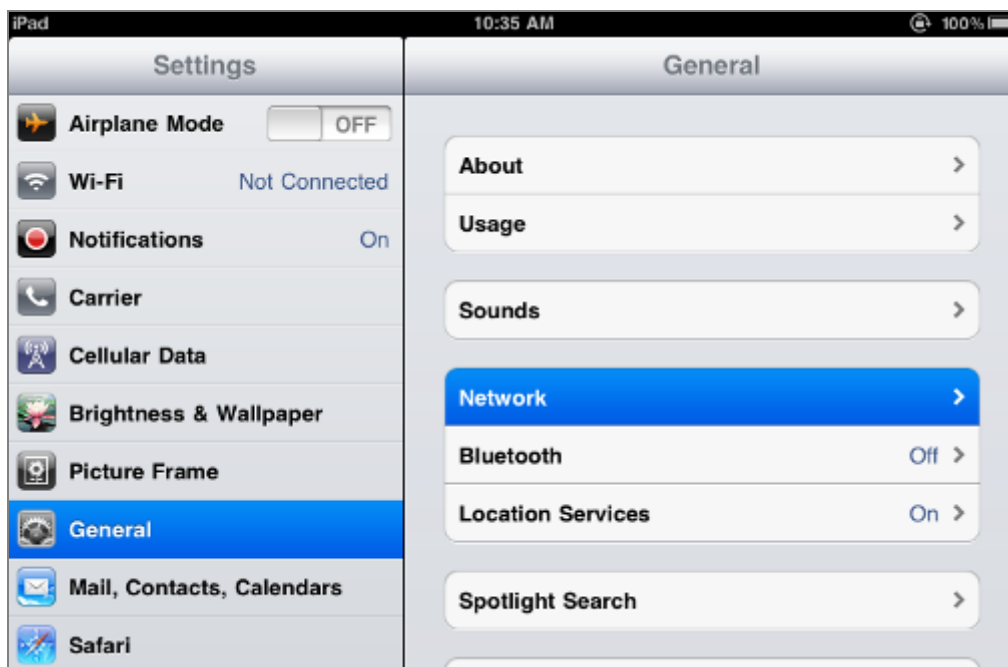 iPad 10:35 AM 100%
Settings
Airplane Mode OFF
Wi-Fi Not Connected
Notifications On
Carrier
Cellular Data
Brightness & Wallpaper
Picture Frame
General
Mail, Contacts, Calendars
Safari
General
About
Usage
Sounds
Network
Bluetooth Off
Location Services On
Spotlight Search